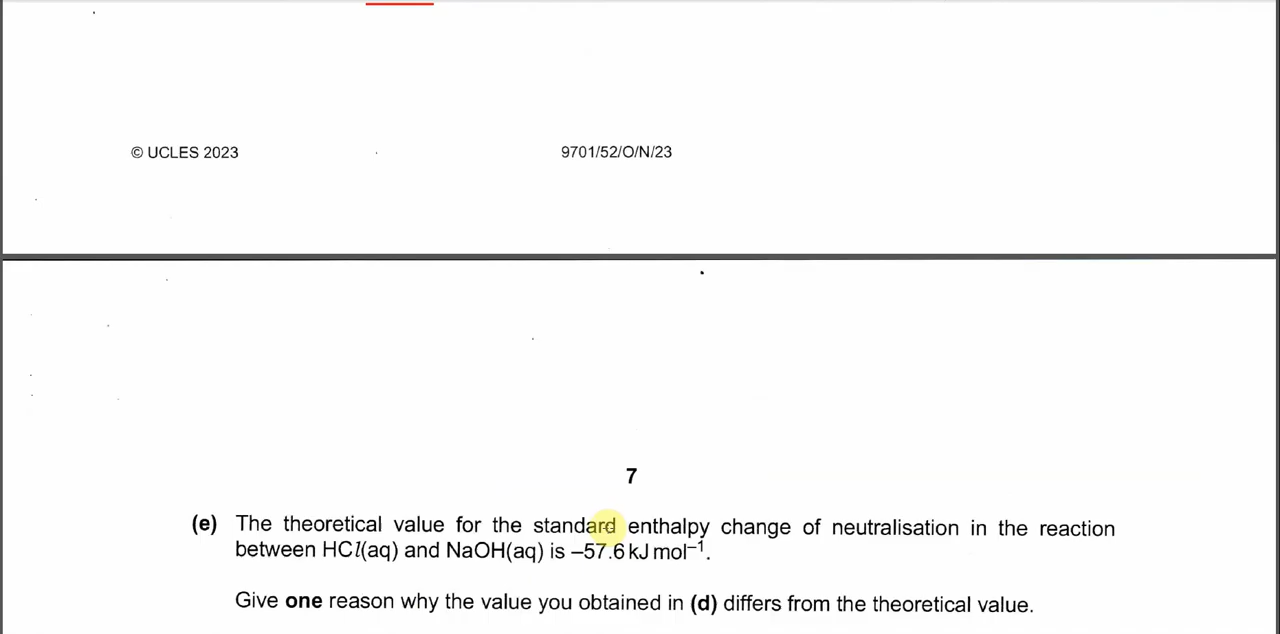 © UCLES 2023 9701/52/O/N/23
7
(e) The theoretical value for the standard enthalpy change of neutralisation in the reaction
between HCl(aq) and NaOH(aq) is –57.6 kJ mol⁻¹.
Give one reason why the value you obtained in (d) differs from the theoretical value.